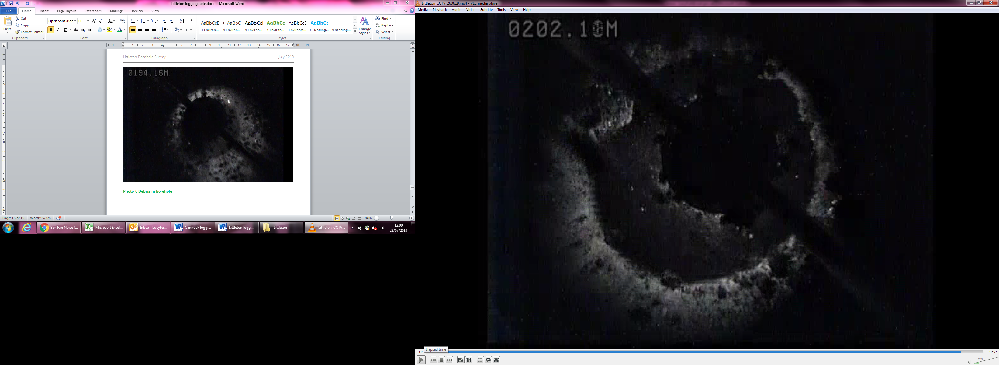 Littleton logging note.docx - Microsoft Word
File Home Insert Page Layout References Mailings Review View
Paste
Cut
Copy
Format Painter
Clipboard
Open Sans (Boc 11
Font
Paragraph
AaBbCcD • AaBbC AaBbCc AaBbCc AaBbCcD AaBbCc
¶ Environ... ¶ Environ... ¶ Environ... ¶ Environ... Environm... ¶ Heading... ¶ heading...
Styles
Change Styles
Find
Replace
Select
Editing
Littleton Borehole Survey July 2019
0194.16M
Photo 6 Debris in borehole
Page: 15 of 15 Words: 5/328 84%
Box Fan Noise f... Microsoft Excel... Inbox - LucyFu... Cannock loggi... Littleton loggi... Littleton Littleton_CCTV...
12:00
23/07/2019
Littleton_CCTV_260619.mp4 - VLC media player
Media Playback Audio Video Subtitle Tools View Help
0202.10M
Elapsed time
31:57
25%